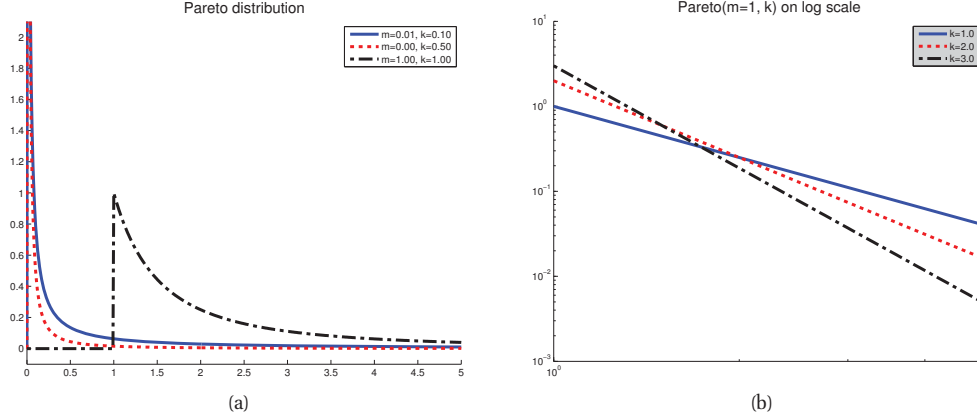 Pareto distribution
m=0.01, k=0.10
m=0.00, k=0.50
m=1.00, k=1.00
2
1.8
1.6
1.4
1.2
1
0.8
0.6
0.4
0.2
0
0 0.5 1 1.5 2 2.5 3 3.5 4 4.5 5
(a)
Pareto(m=1, k) on log scale
k=1.0
k=2.0
k=3.0
10^1
10^0
10^-1
10^-2
10^-3
10^0
(b)